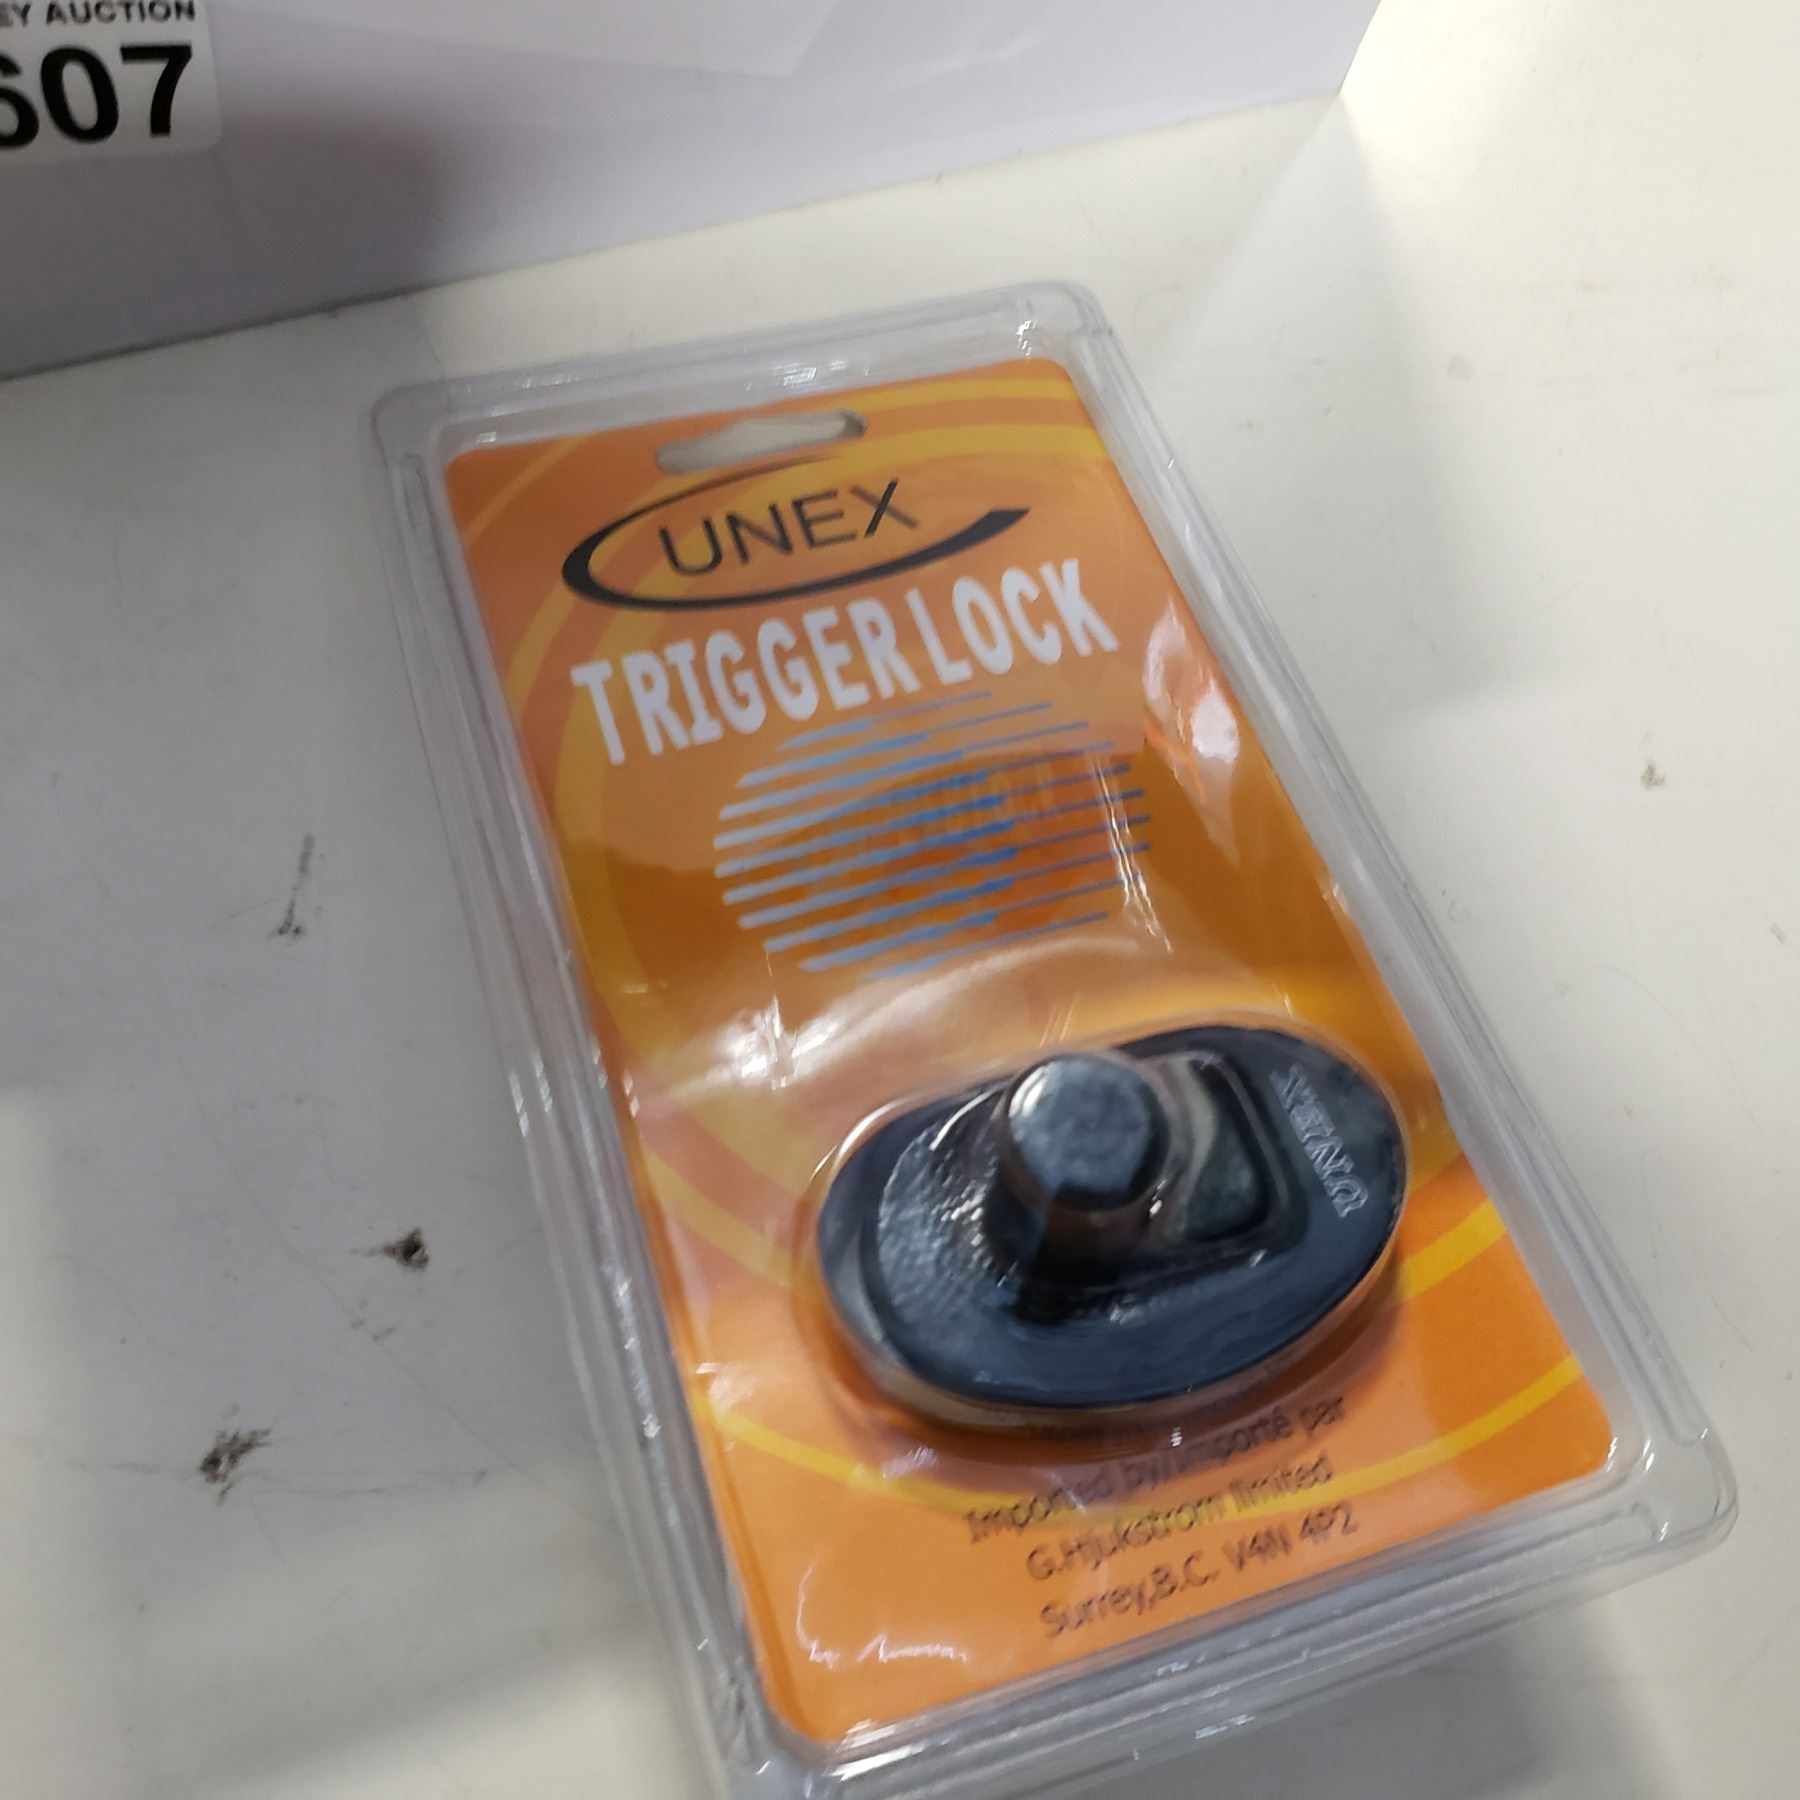 EY AUCTION
607
UNEX
TRIGGER LOCK
UNEX
Imported by/Importé par
G.Hjukstrom limited
Surrey,B.C. V4N 4P2